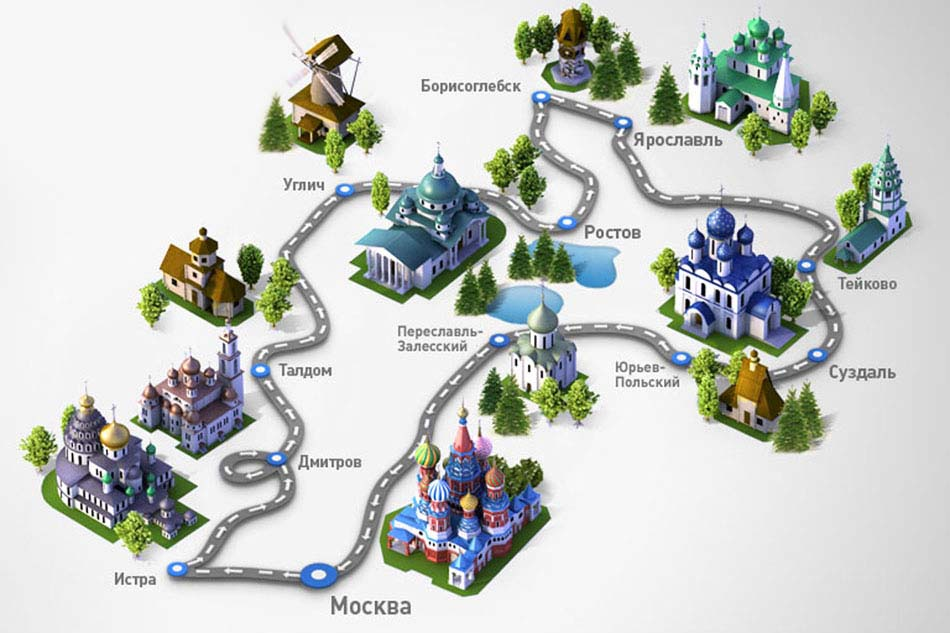 Борисоглебск
Ярославль
Углич
Ростов
Тейково
Переславль-
Залесский
Юрьев-
Польский
Суздаль
Талдом
Дмитров
Истра
Москва